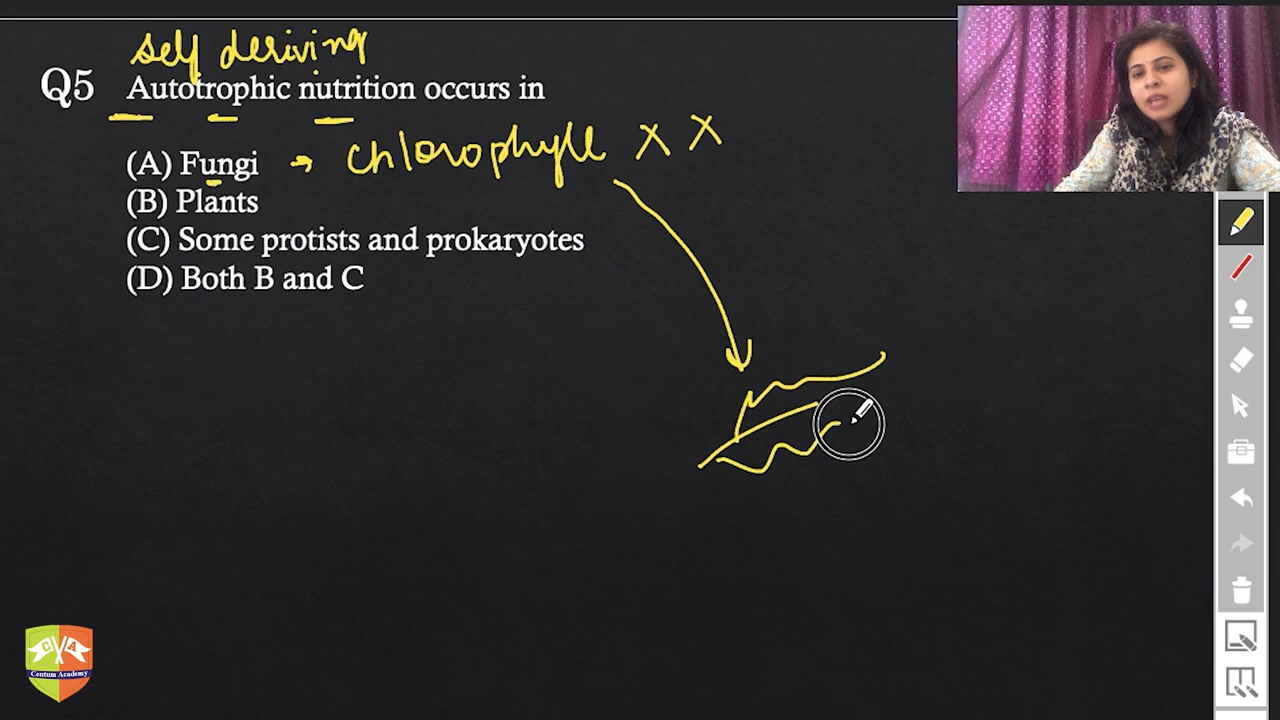 self deriving
Q5 Autotrophic nutrition occurs in
(A) Fungi → chlorophyll X X
(B) Plants
(C) Some protists and prokaryotes
(D) Both B and C
C A
Centum Academy